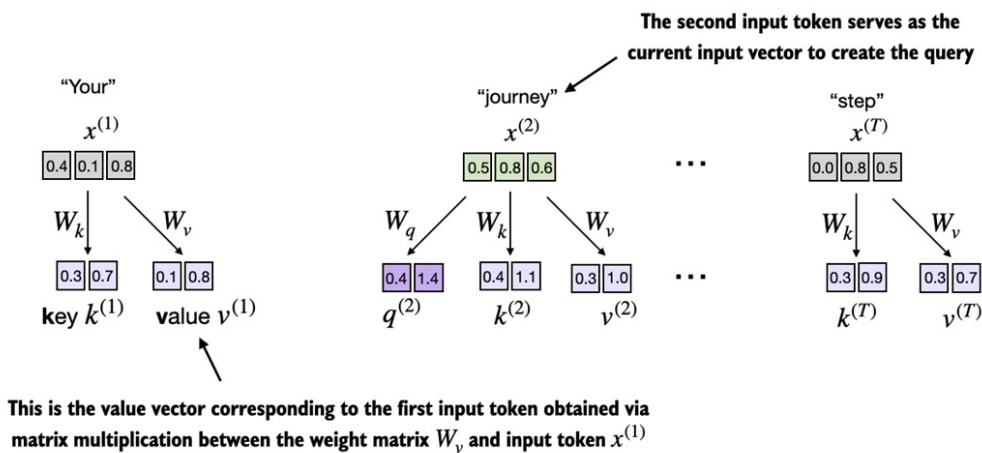 The second input token serves as the
current input vector to create the query
“Your”
“journey”
“step”
x(1)
x(2)
x(T)
0.4 0.1 0.8
0.5 0.8 0.6
...
0.0 0.8 0.5
Wk
Wv
Wq
Wk
Wv
Wk
Wv
0.3 0.7
0.1 0.8
0.4 1.4
0.4 1.1
0.3 1.0
...
0.3 0.9
0.3 0.7
key k(1)
value v(1)
q(2)
k(2)
v(2)
k(T)
v(T)
This is the value vector corresponding to the first input token obtained via
matrix multiplication between the weight matrix Wv and input token x(1)